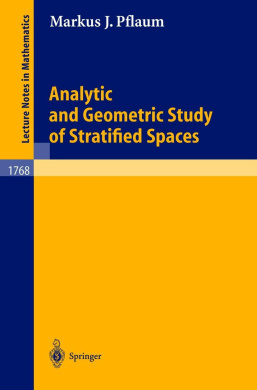 Markus J. Pflaum
Lecture Notes in Mathematics
Analytic
and Geometric Study
of Stratified Spaces
1768
Springer